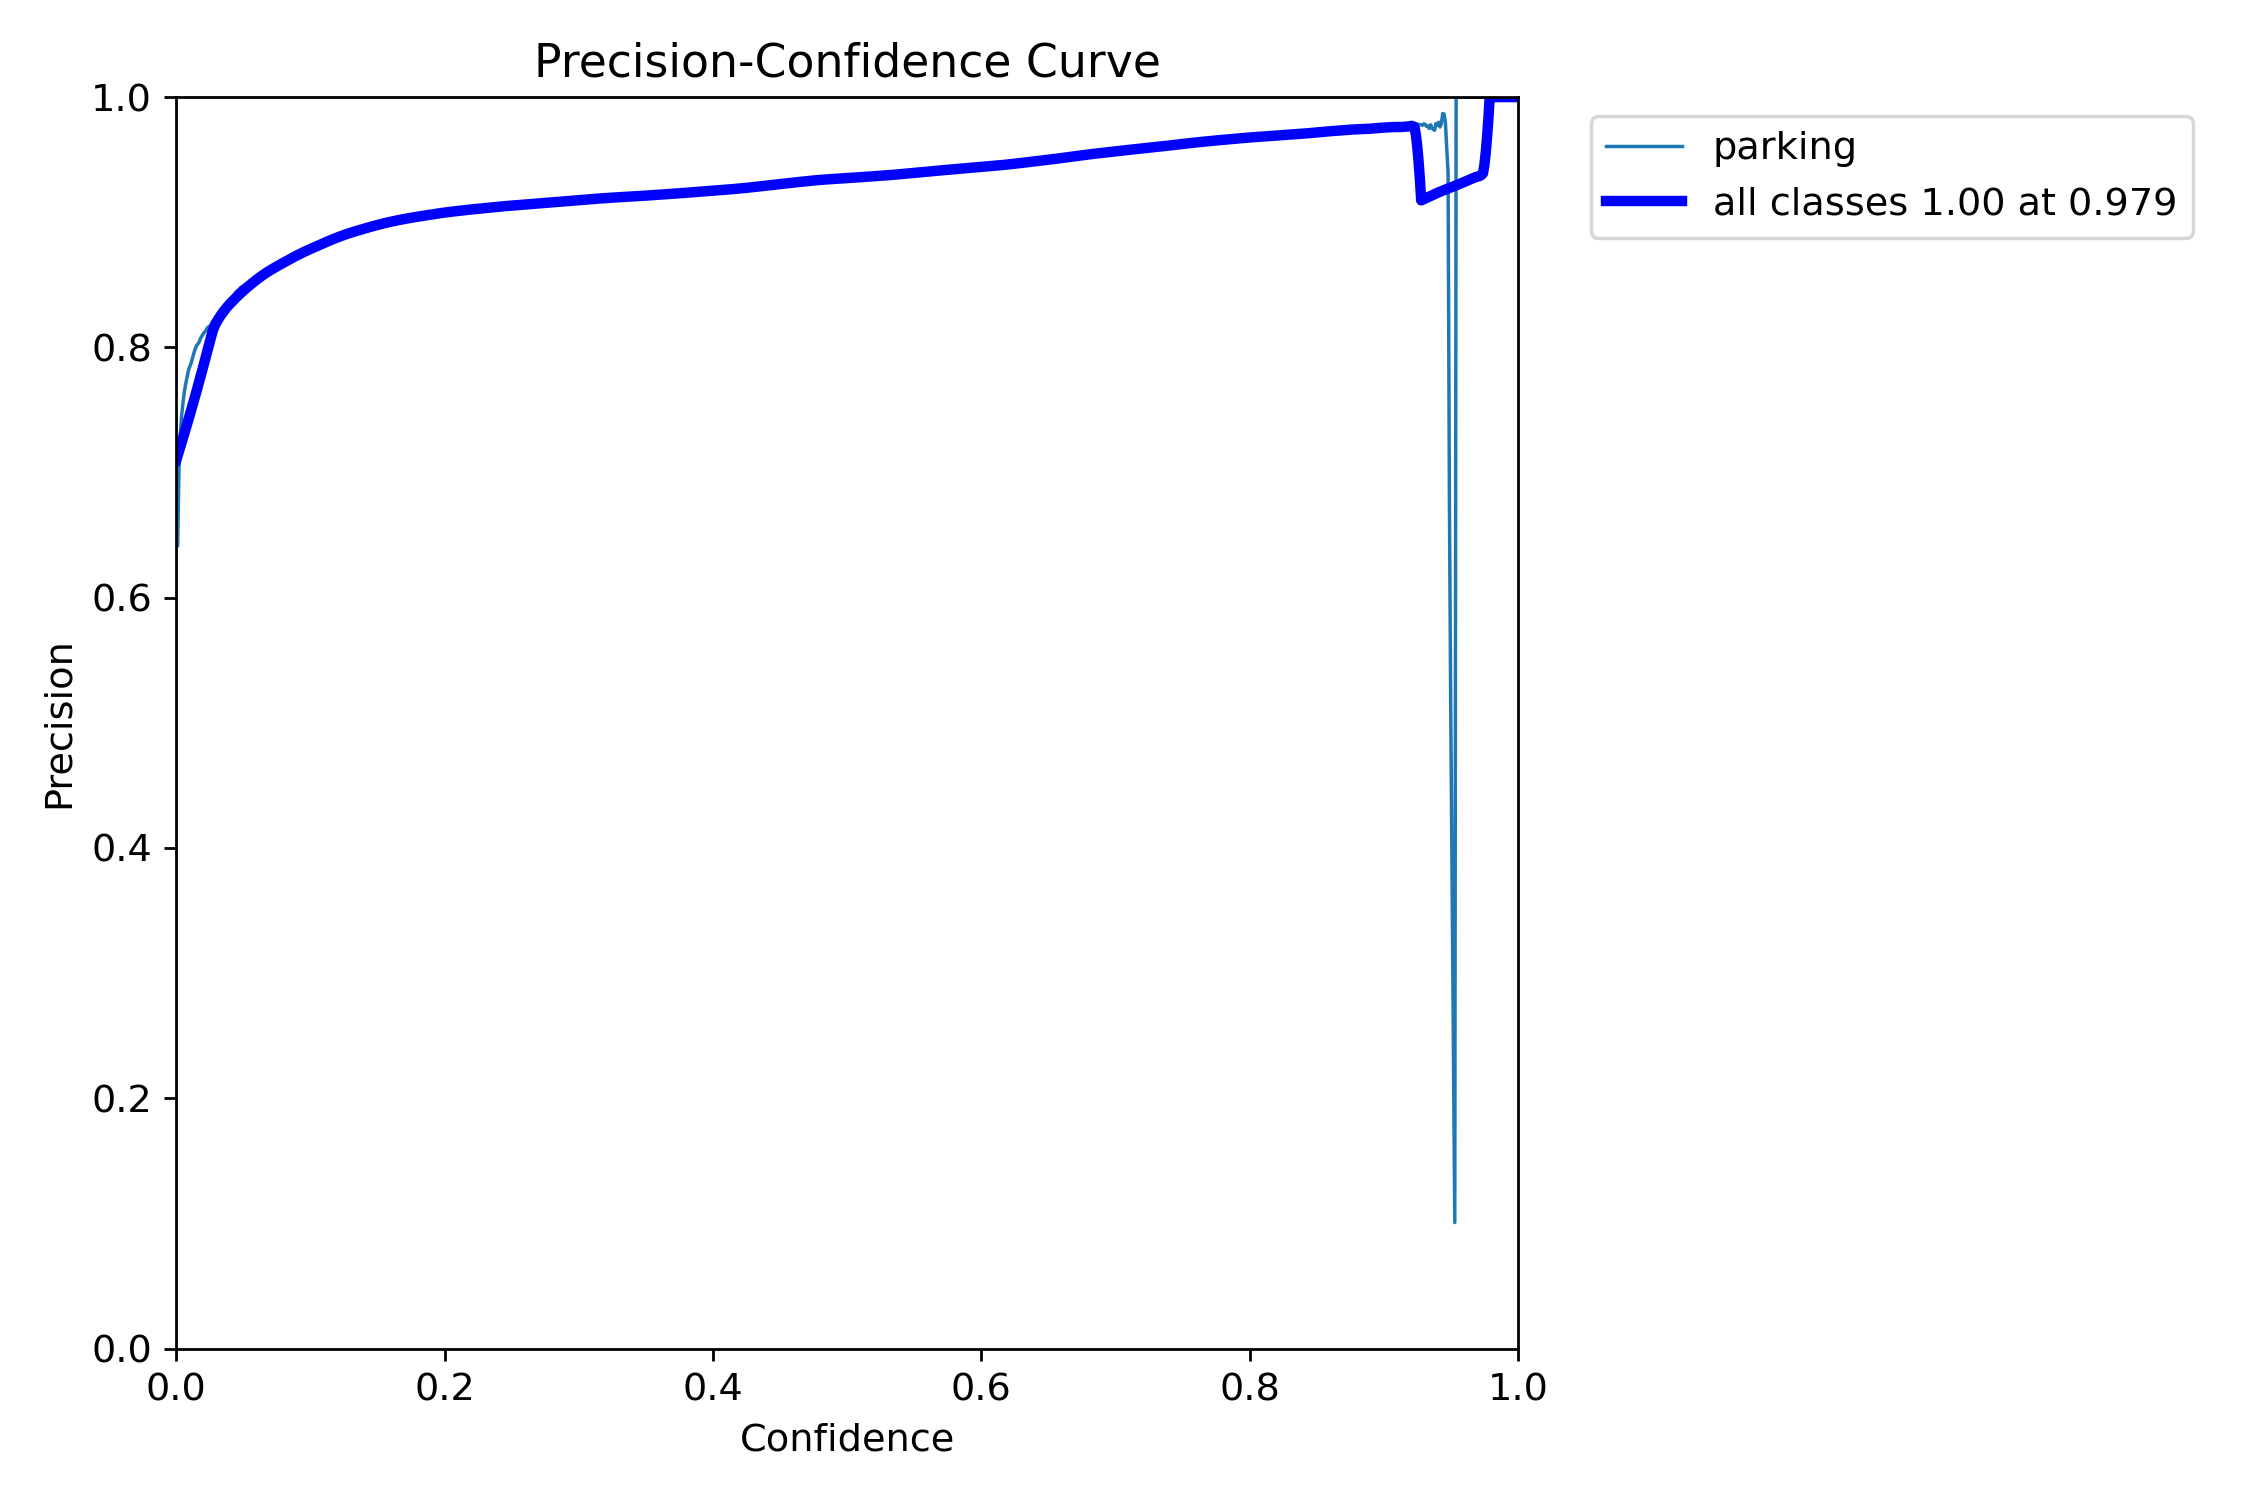 Precision-Confidence Curve
1.0
0.8
0.6
0.4
0.2
0.0
Precision
0.0 0.2 0.4 0.6 0.8 1.0
Confidence
parking
all classes 1.00 at 0.979